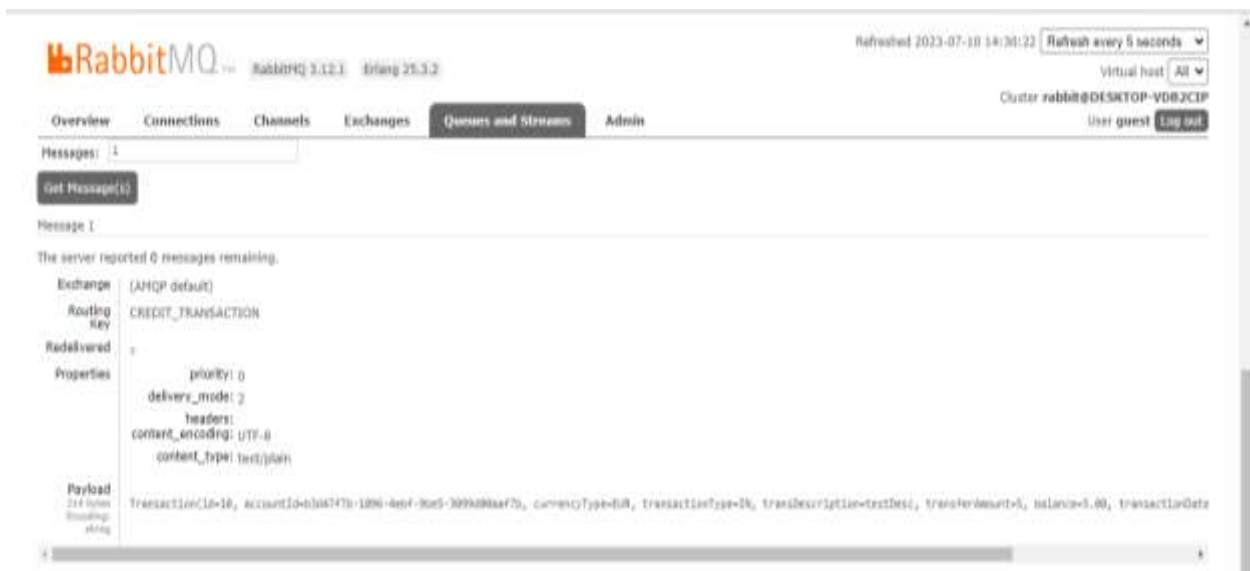 Refreshed 2023-07-10 14:30:22 Refresh every 5 seconds
RabbitMQ RabbitMQ 3.12.1 Erlang 25.3.2
Virtual host All
Cluster rabbit@DESKTOP-VDB2CIP
Overview Connections Channels Exchanges Queues and Streams Admin
User guest Log out
Messages: 1
Get Message(s)
Message 1
The server reported 0 messages remaining.
Exchange (AMQP default)
Routing Key CREDIT_TRANSACTION
Redelivered
Properties
priority: 0
delivery_mode: 2
headers:
content_encoding: UTF-8
content_type: text/plain
Payload
bytes
Encoding: string
currencyType=EUR, transactionType=IN, transDescription=testDesc, transferAmount=5, balance=5.00, transactionDate